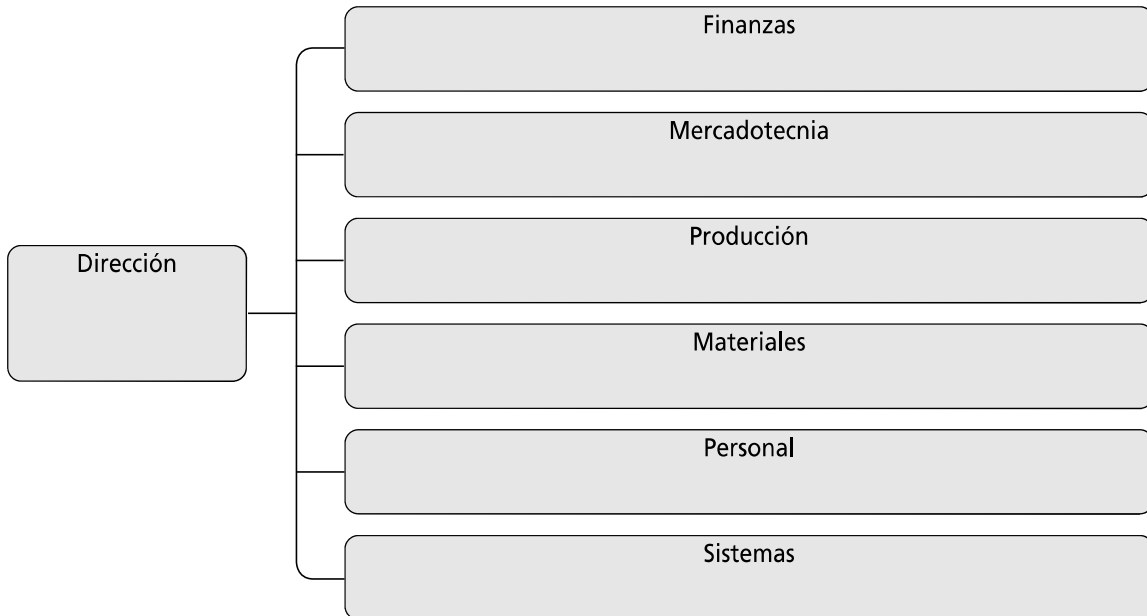 Finanzas
Mercadotecnia
Producción
Dirección
Materiales
Personal
Sistemas